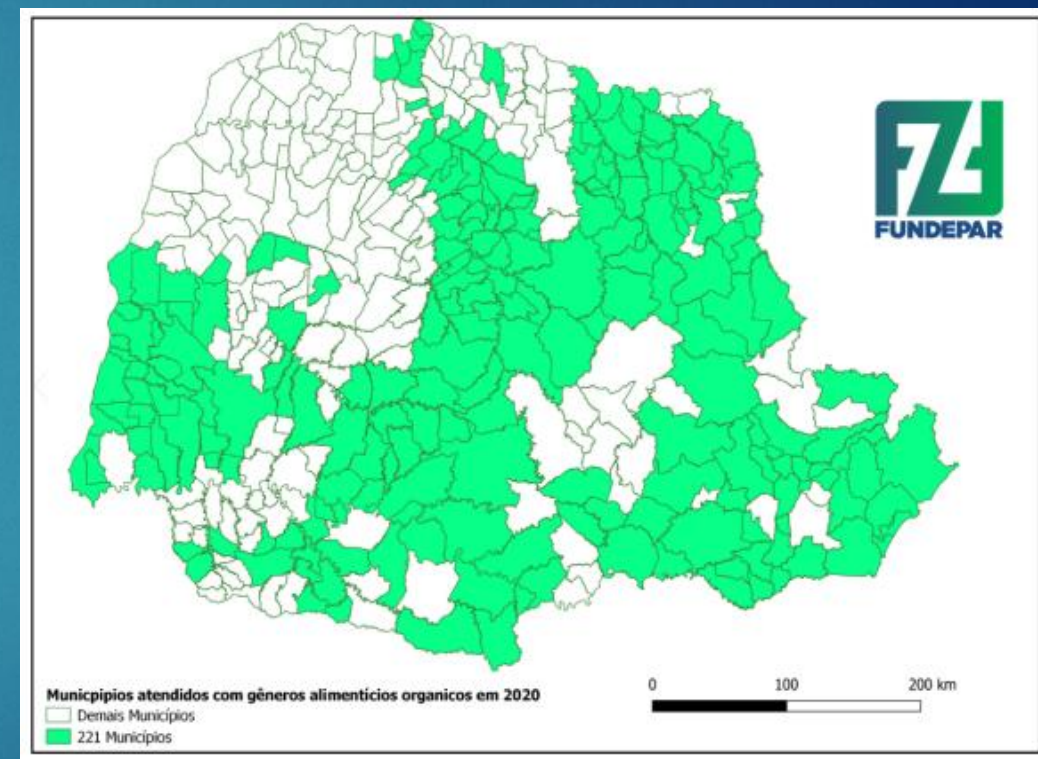 FUNDEPAR
Municpipios atendidos com gêneros alimentícios organicos em 2020
Demais Municípios
221 Municípios
0 100 200 km